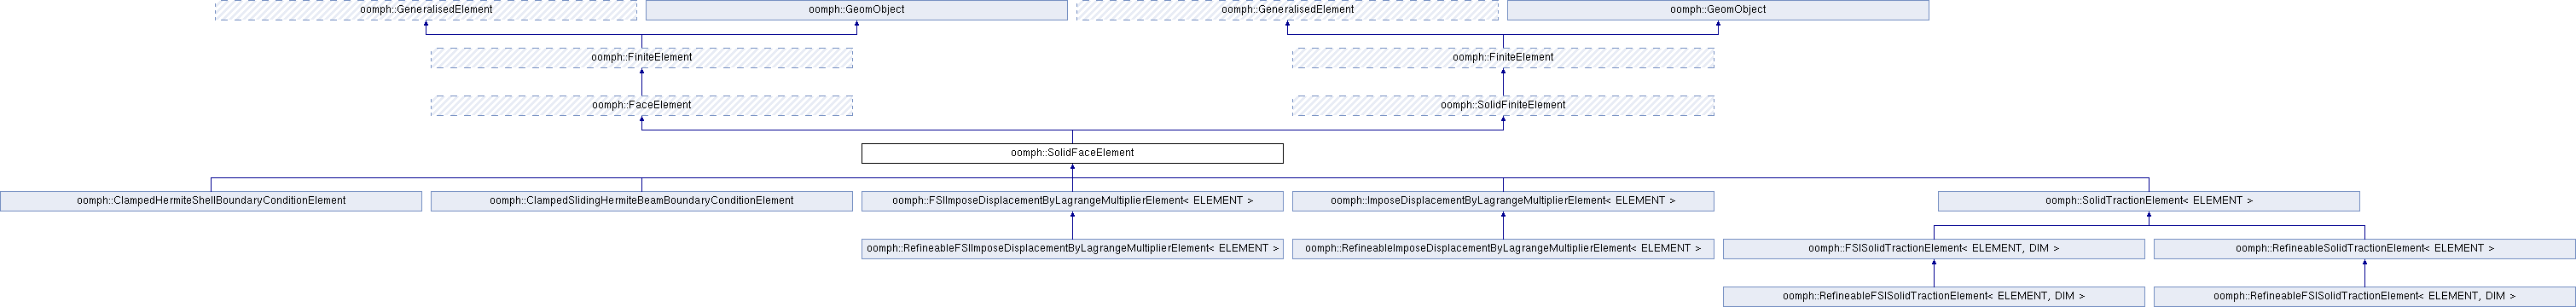 oomph::GeneralisedElement
oomph::GeomObject
oomph::GeneralisedElement
oomph::GeomObject
oomph::FiniteElement
oomph::FiniteElement
oomph::FaceElement
oomph::SolidFiniteElement
oomph::SolidFaceElement
oomph::ClampedHermiteShellBoundaryConditionElement
oomph::ClampedSlidingHermiteBeamBoundaryConditionElement
oomph::FSIImposeDisplacementByLagrangeMultiplierElement< ELEMENT >
oomph::ImposeDisplacementByLagrangeMultiplierElement< ELEMENT >
oomph::SolidTractionElement< ELEMENT >
oomph::RefineableFSIImposeDisplacementByLagrangeMultiplierElement< ELEMENT >
oomph::RefineableImposeDisplacementByLagrangeMultiplierElement< ELEMENT >
oomph::FSISolidTractionElement< ELEMENT, DIM >
oomph::RefineableSolidTractionElement< ELEMENT >
oomph::RefineableFSISolidTractionElement< ELEMENT, DIM >
oomph::RefineableFSISolidTractionElement< ELEMENT, DIM >